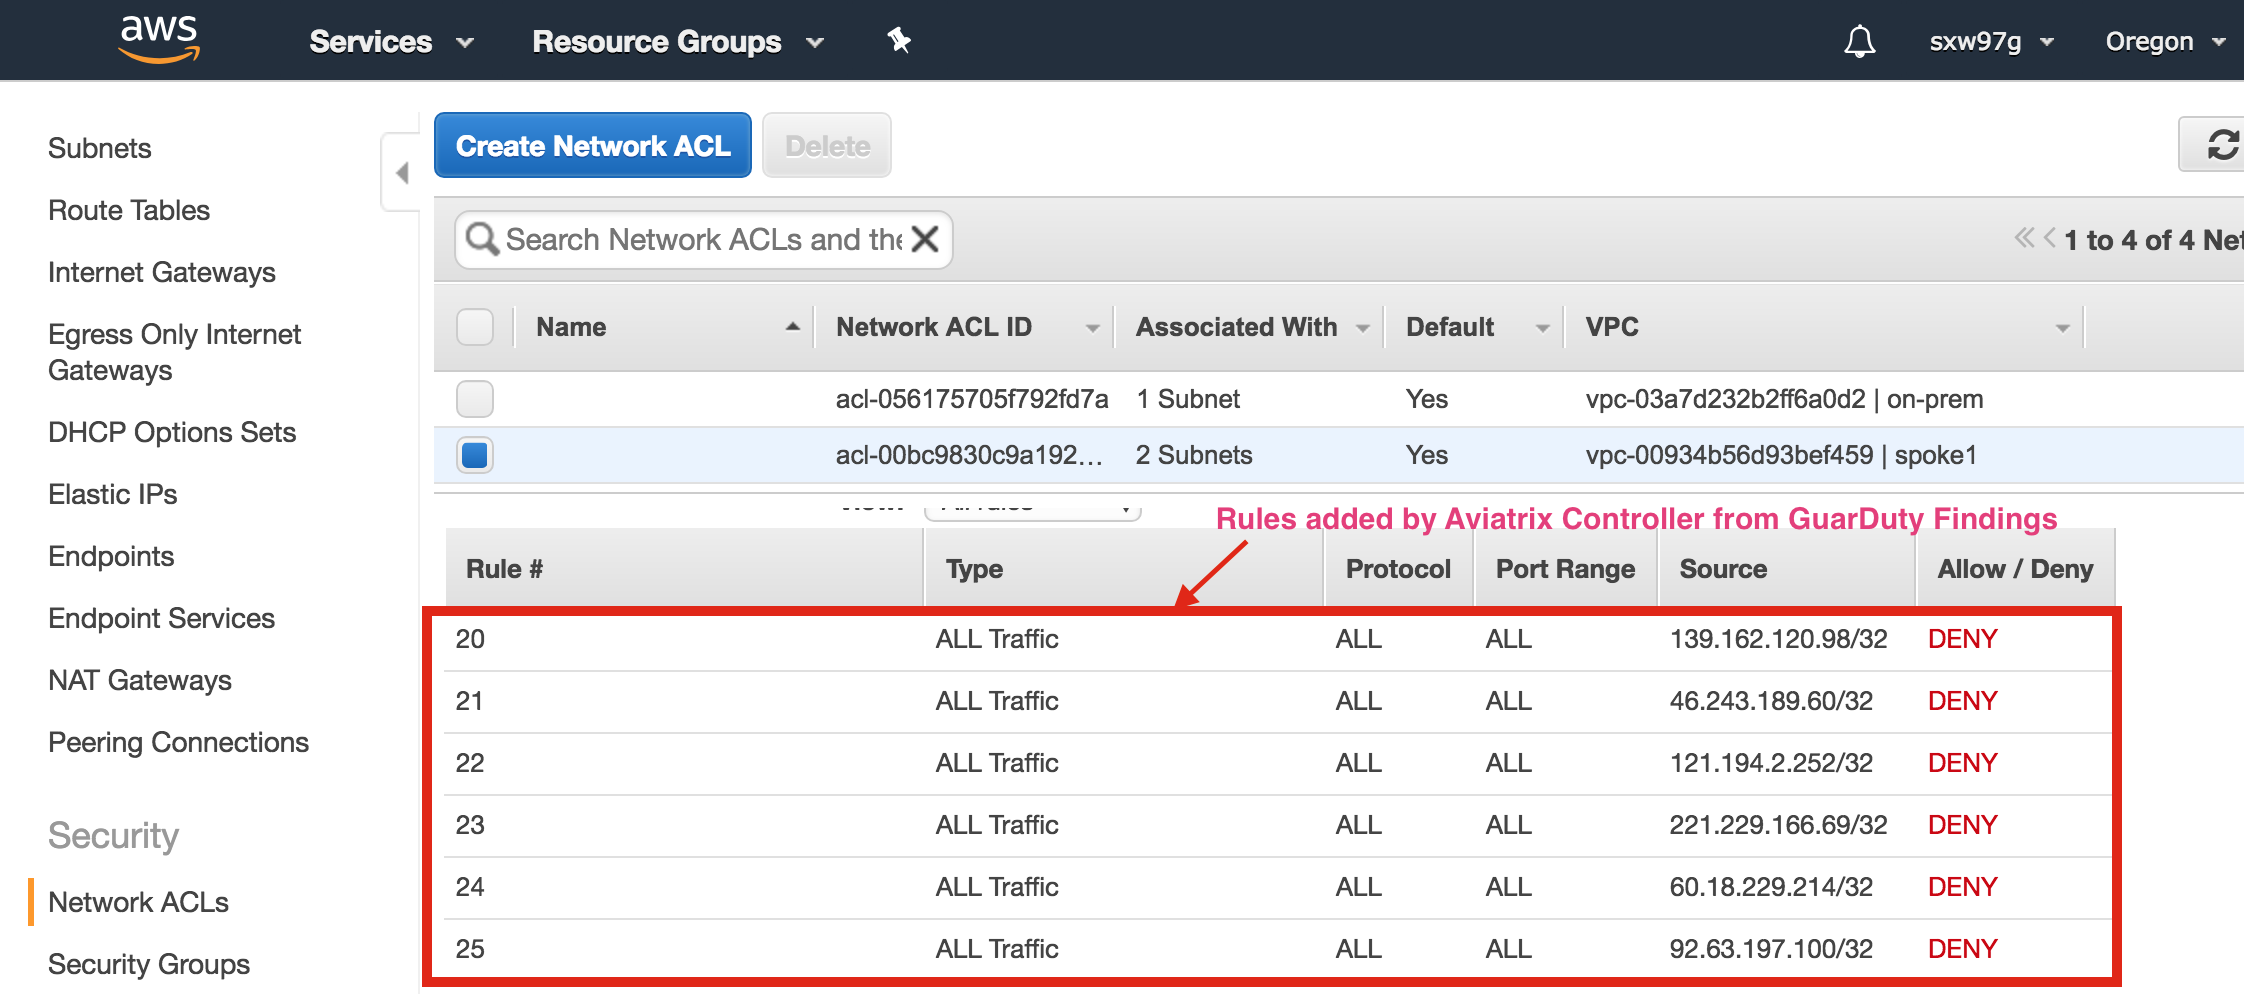 aws Services Resource Groups sxw97g Oregon
Subnets
Route Tables
Internet Gateways
Egress Only Internet
Gateways
DHCP Options Sets
Elastic IPs
Endpoints
Endpoint Services
NAT Gateways
Peering Connections
Security
Network ACLs
Security Groups
Create Network ACL Delete
Search Network ACLs and the 1 to 4 of 4 Net
Name Network ACL ID Associated With Default VPC
acl-056175705f792fd7a 1 Subnet Yes vpc-03a7d232b2ff6a0d2 | on-prem
acl-00bc9830c9a192... 2 Subnets Yes vpc-00934b56d93bef459 | spoke1
Rules added by Aviatrix Controller from GuarDuty Findings
Rule # Type Protocol Port Range Source Allow / Deny
20 ALL Traffic ALL ALL 139.162.120.98/32 DENY
21 ALL Traffic ALL ALL 46.243.189.60/32 DENY
22 ALL Traffic ALL ALL 121.194.2.252/32 DENY
23 ALL Traffic ALL ALL 221.229.166.69/32 DENY
24 ALL Traffic ALL ALL 60.18.229.214/32 DENY
25 ALL Traffic ALL ALL 92.63.197.100/32 DENY